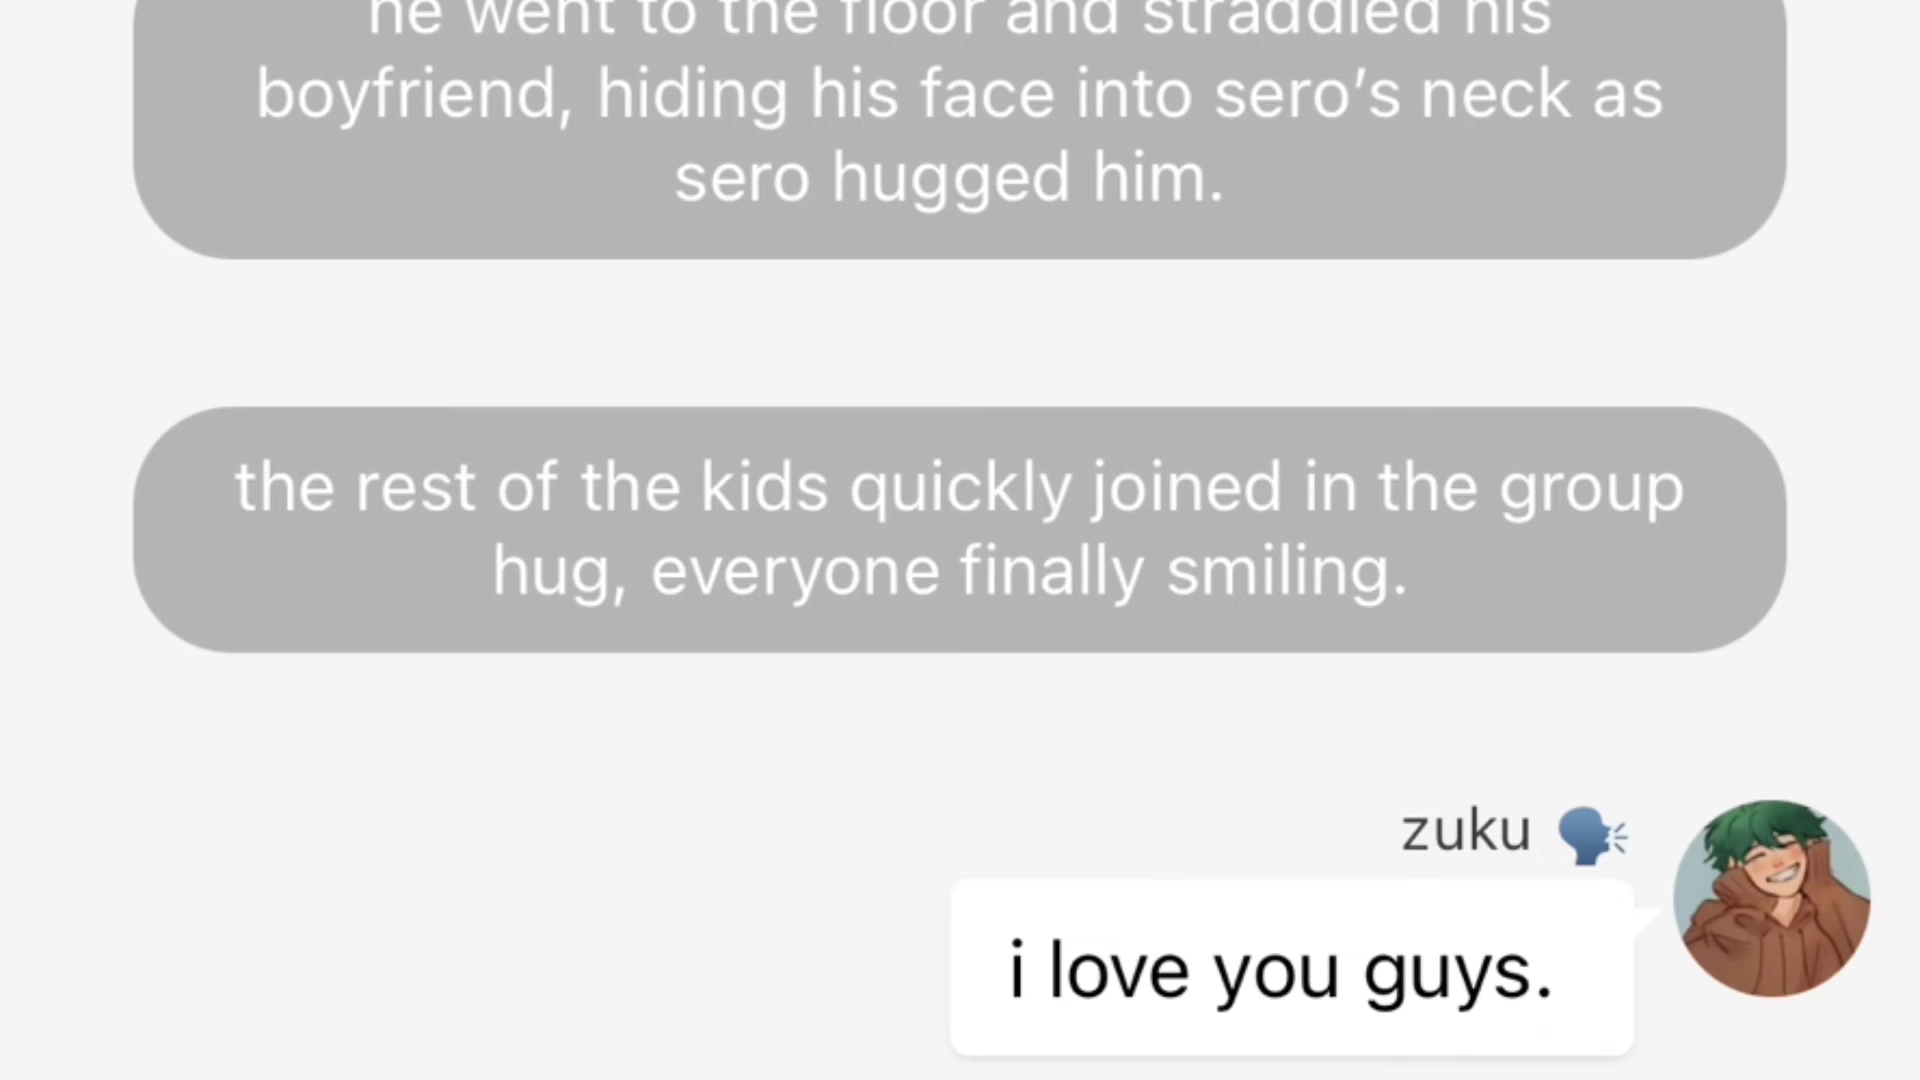 he went to the floor and straddled his
boyfriend, hiding his face into sero’s neck as
sero hugged him.
the rest of the kids quickly joined in the group
hug, everyone finally smiling.
zuku 🗣️
i love you guys.